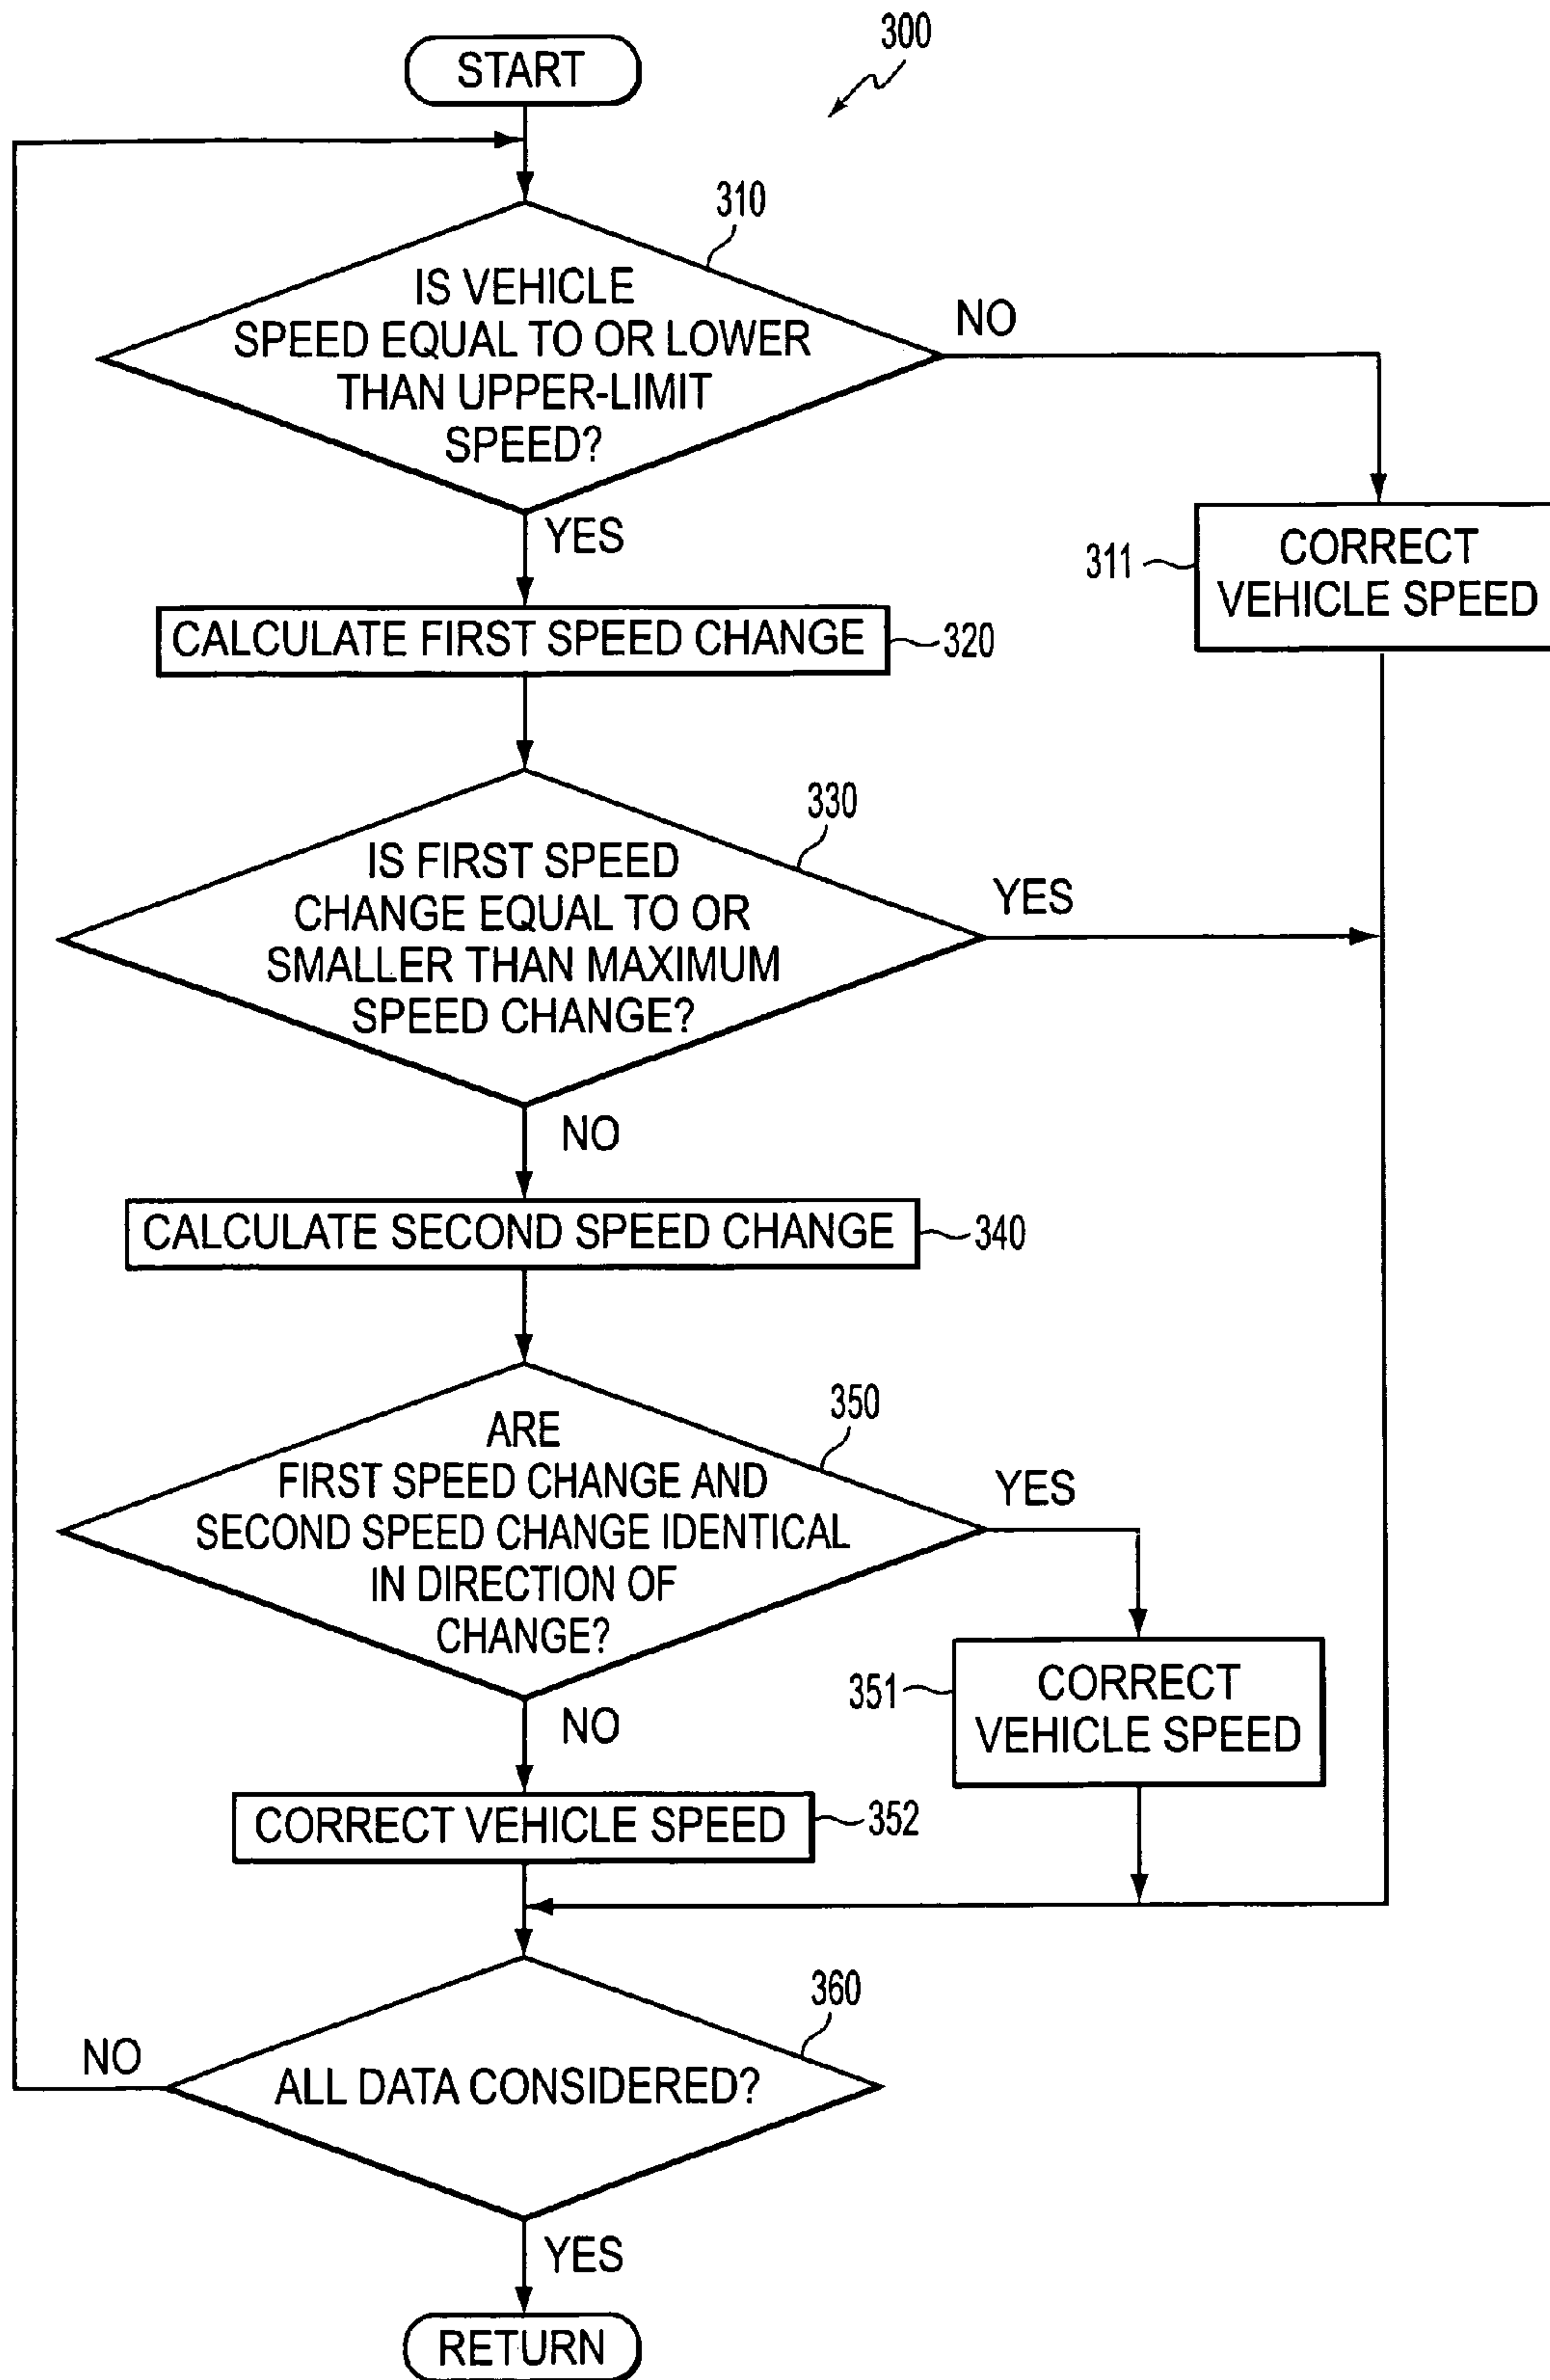 START
300
310
IS VEHICLE
SPEED EQUAL TO OR LOWER
THAN UPPER-LIMIT
SPEED?
NO
YES
311
CORRECT
VEHICLE SPEED
CALCULATE FIRST SPEED CHANGE
320
330
IS FIRST SPEED
CHANGE EQUAL TO OR
SMALLER THAN MAXIMUM
SPEED CHANGE?
YES
NO
CALCULATE SECOND SPEED CHANGE
340
350
ARE
FIRST SPEED CHANGE AND
SECOND SPEED CHANGE IDENTICAL
IN DIRECTION OF
CHANGE?
YES
351
CORRECT
VEHICLE SPEED
NO
CORRECT VEHICLE SPEED
352
360
NO
ALL DATA CONSIDERED?
YES
RETURN